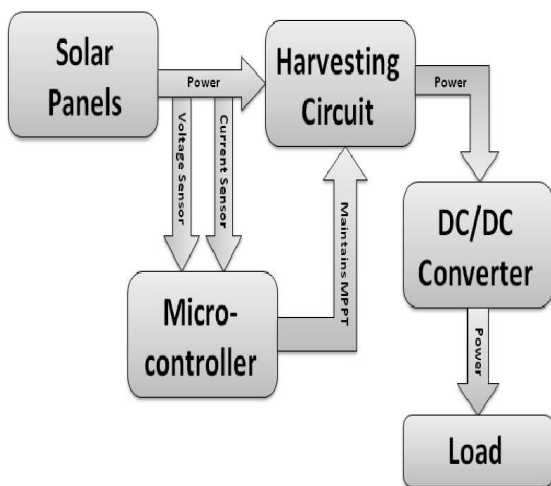 Solar
Panels
Power
Harvesting
Circuit
Power
Voltage Sensor
Current Sensor
Maintains MPPT
DC/DC
Converter
Micro-
controller
Power
Load